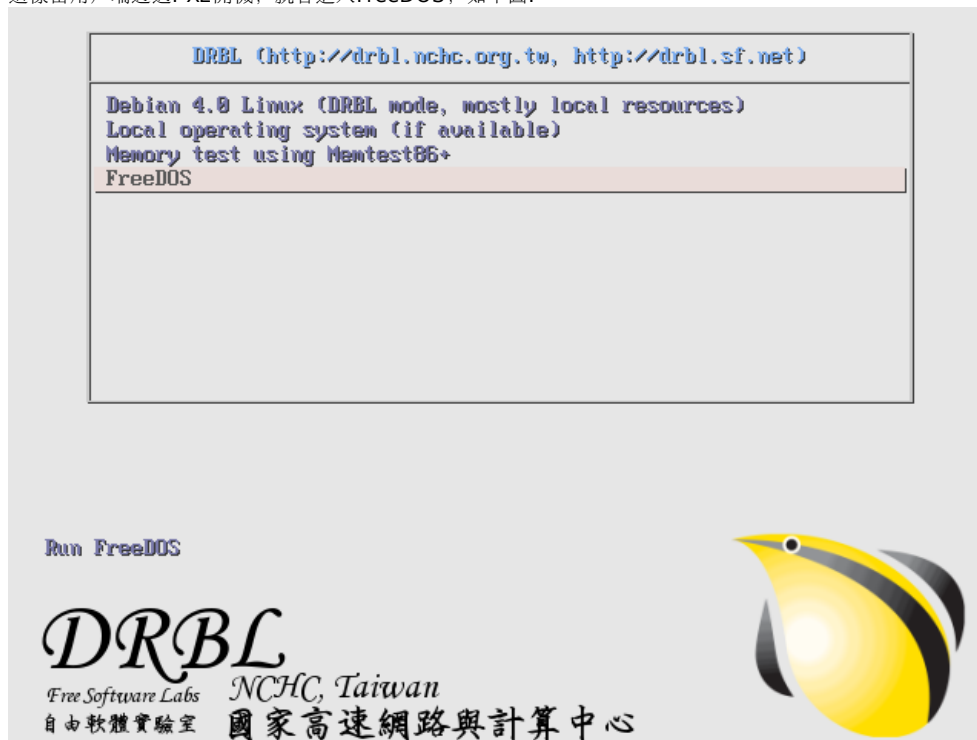 DRBL (http://drbl.nchc.org.tw, http://drbl.sf.net)
Debian 4.0 Linux (DRBL mode, mostly local resources)
Local operating system (if available)
Memory test using Memtest86+
FreeDOS
Run FreeDOS
DRBL
Free Software Labs NCHC, Taiwan
自由軟體實驗室 國家高速網路與計算中心